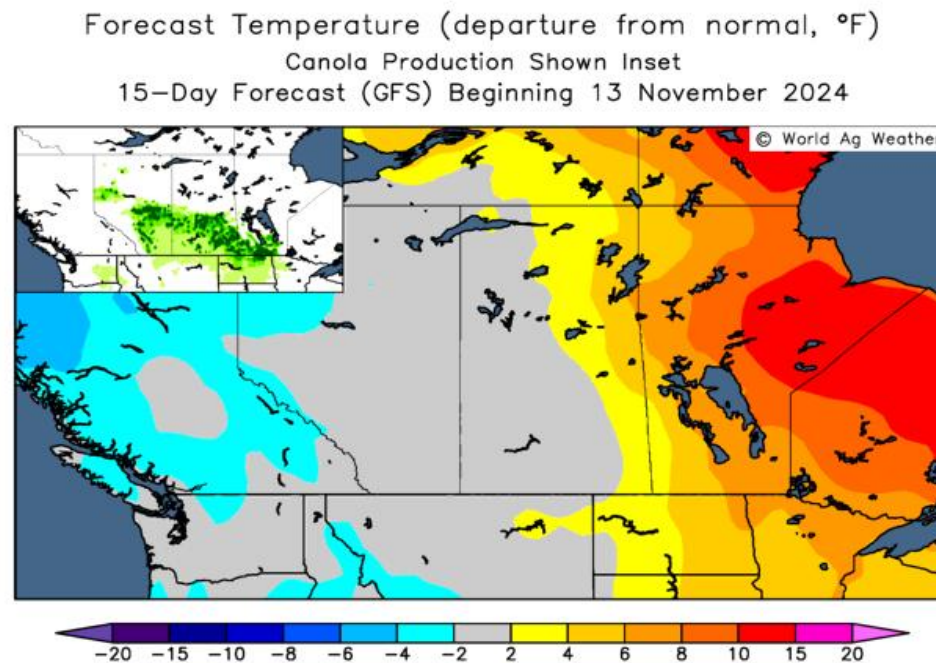 Forecast Temperature (departure from normal, °F)
Canola Production Shown Inset
15-Day Forecast (GFS) Beginning 13 November 2024
© World Ag Weather
-20 -15 -10 -8 -6 -4 -2 2 4 6 8 10 15 20